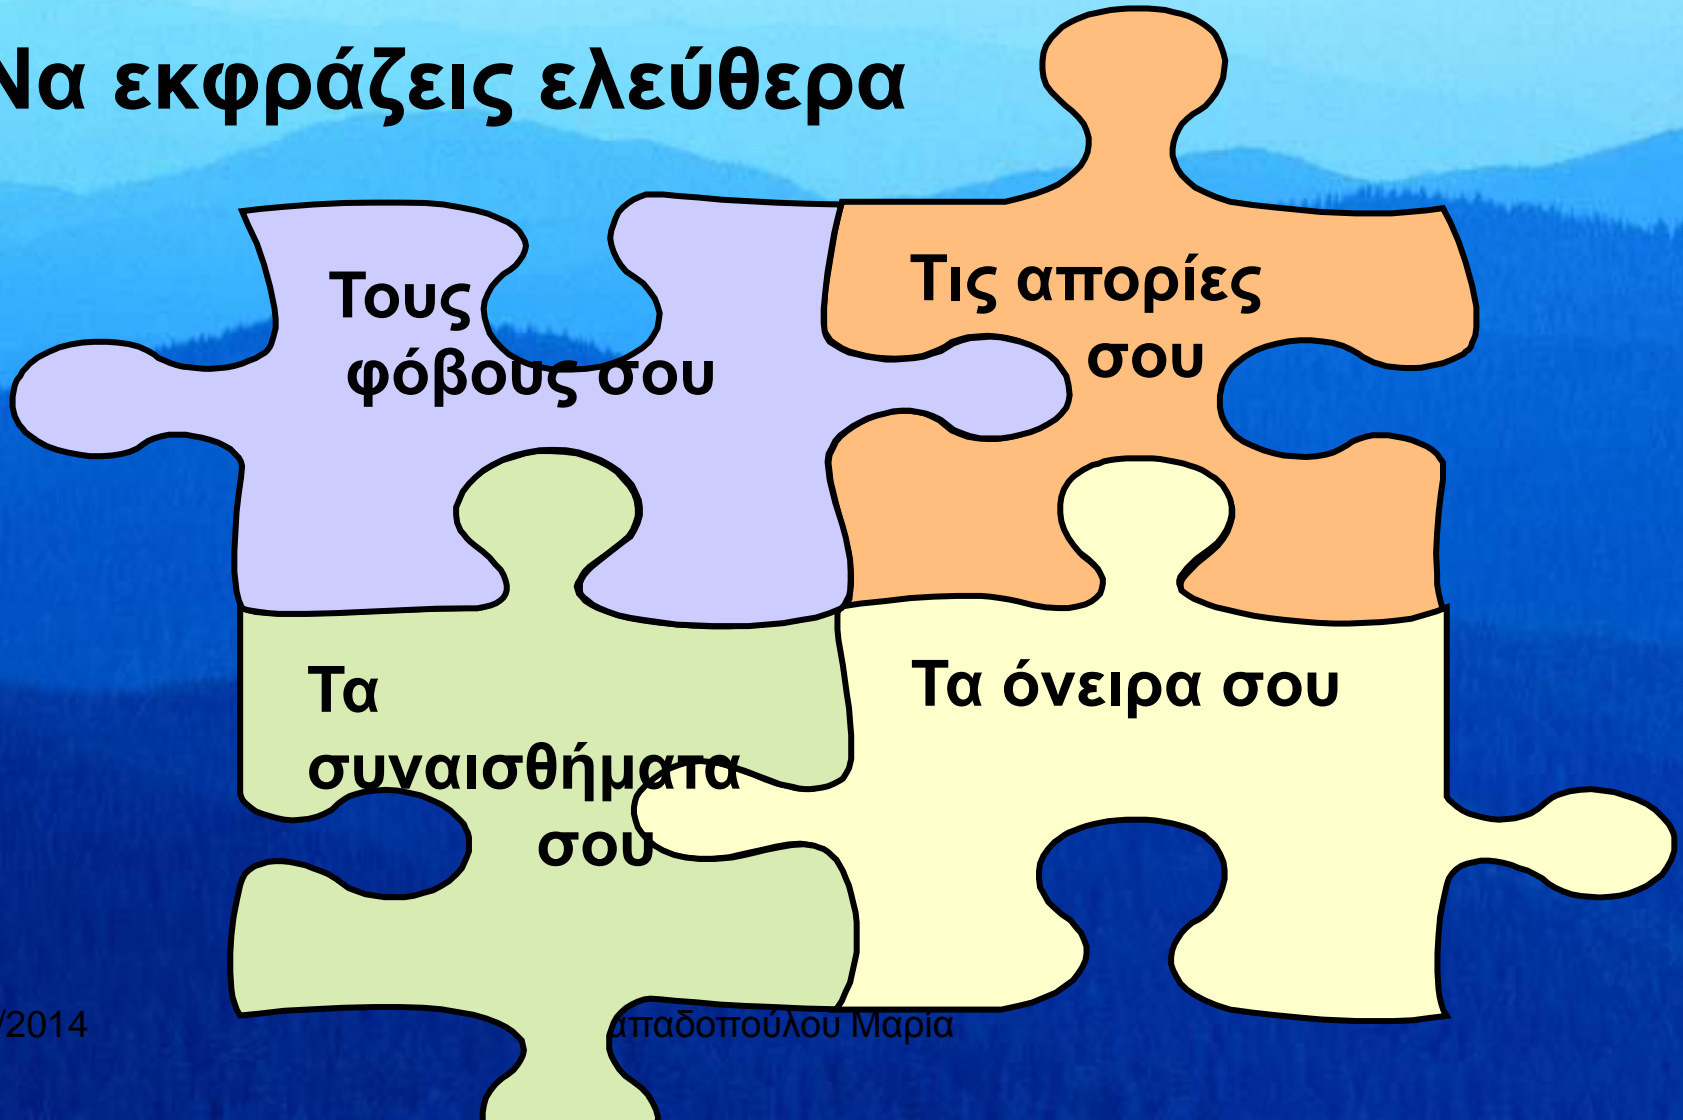 Να εκφράζεις ελεύθερα
Τους
φόβους σου
Τις απορίες
σου
Τα
συναισθήματα
σου
Τα όνειρα σου
/2014
απαδοπούλου Μαρία